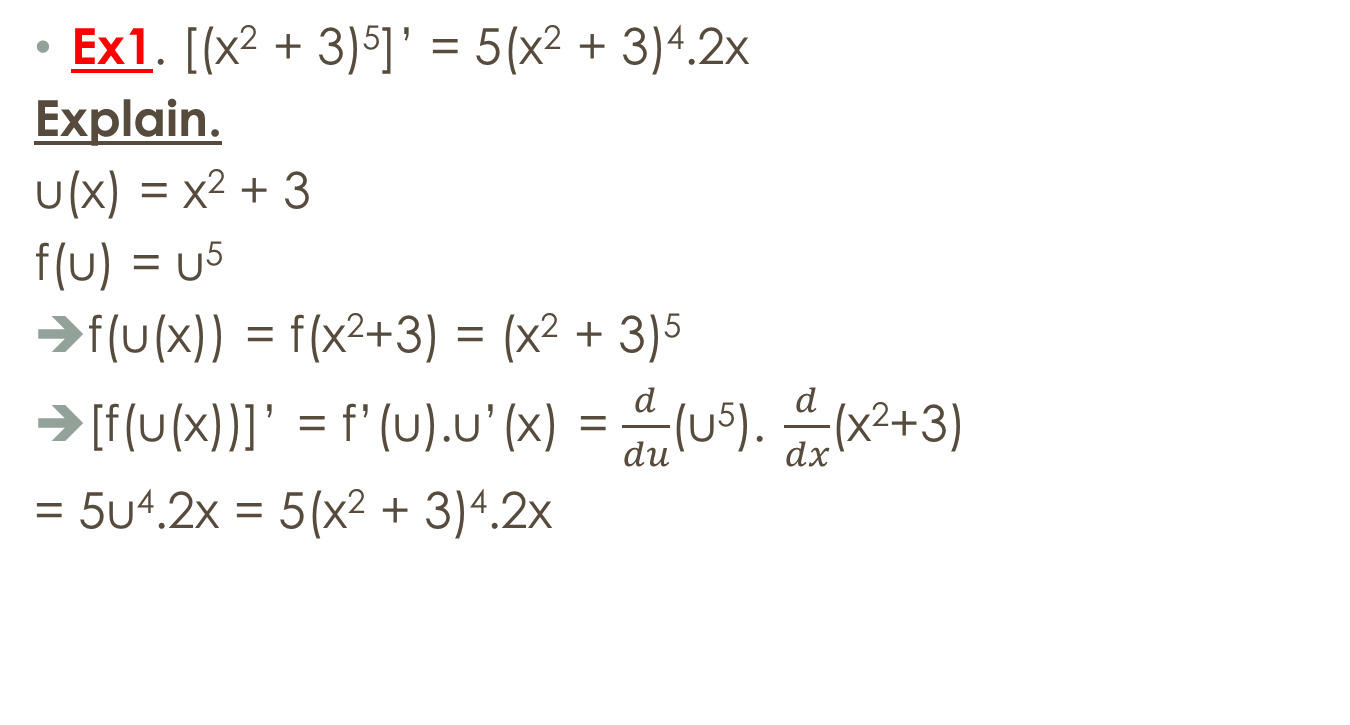 • Ex1. [(x² + 3)⁵]’ = 5(x² + 3)⁴.2x
Explain.
u(x) = x² + 3
f(u) = u⁵
➔f(u(x)) = f(x²+3) = (x² + 3)⁵
➔[f(u(x))]’ = f’(u).u’(x) = d/du(u⁵). d/dx(x²+3)
= 5u⁴.2x = 5(x² + 3)⁴.2x